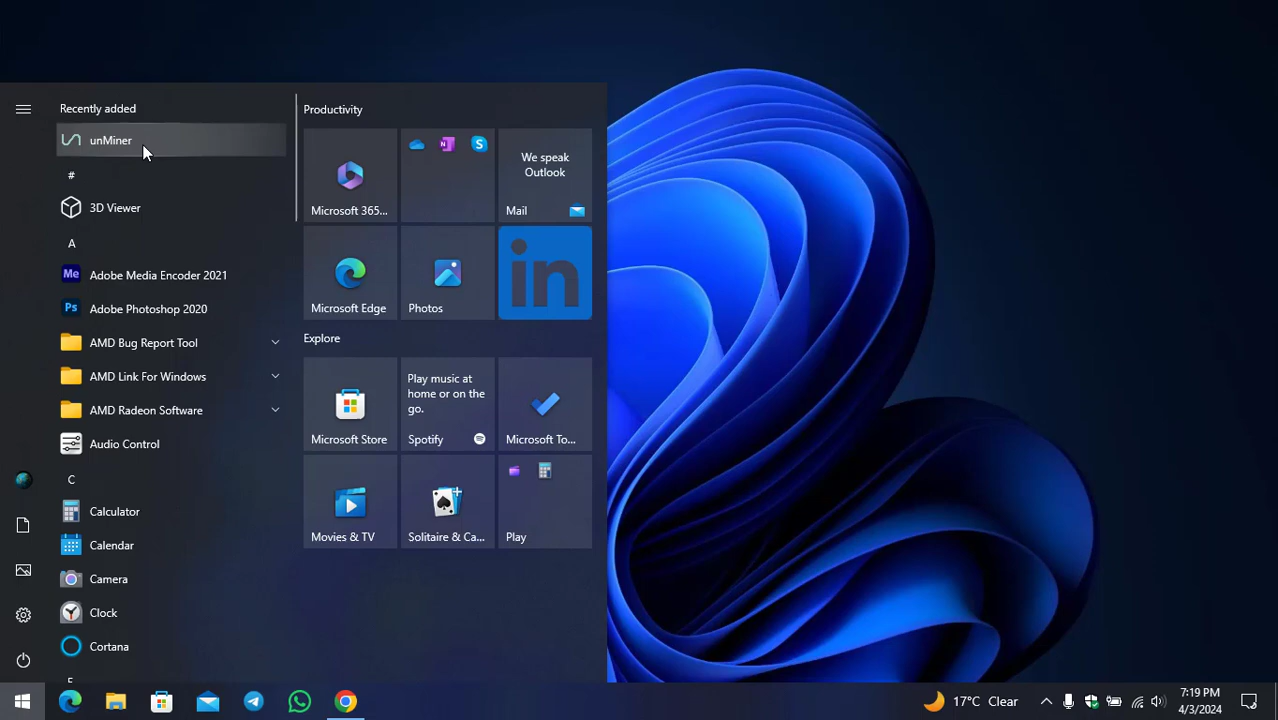 Recently added
unMiner
#
3D Viewer
A
Me Adobe Media Encoder 2021
Ps Adobe Photoshop 2020
AMD Bug Report Tool
AMD Link For Windows
AMD Radeon Software
Audio Control
C
Calculator
Calendar
Camera
Clock
Cortana
Productivity
Microsoft 365...
N
S
We speak
Outlook
Mail
Microsoft Edge
Photos
in
Explore
Microsoft Store
Play music at
home or on the
go.
Spotify
Microsoft To...
Movies & TV
Solitaire & Ca...
Play
17°C Clear
7:19 PM
4/3/2024